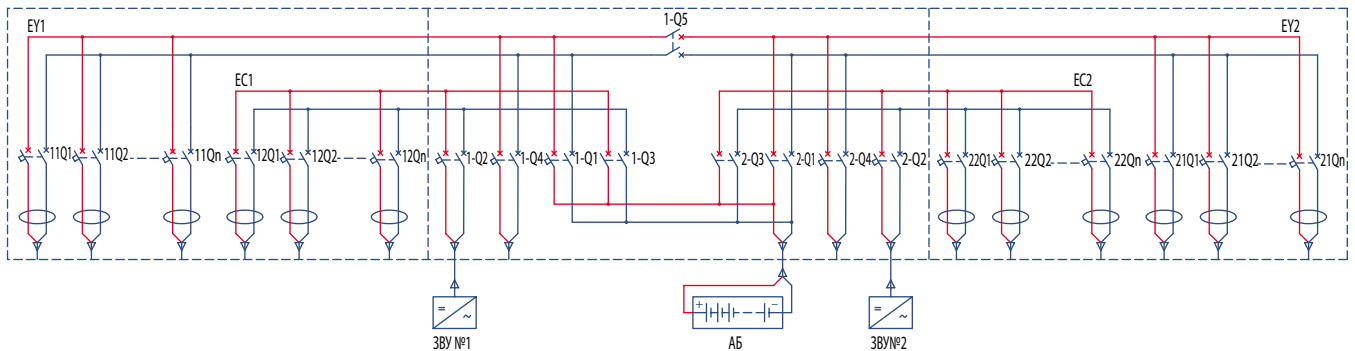 1-Q5
EY1 EY2
EC1 EC2
11Q1 11Q2 11Qn 12Q1 12Q2 12Qn 1-Q2 1-Q4 1-Q1 1-Q3 2-Q3 2-Q1 2-Q4 2-Q2 22Q1 22Q2 22Qn 21Q1 21Q2 21Qn
= ~ + − = ~
ЗВУ №1 АБ ЗВУ№2